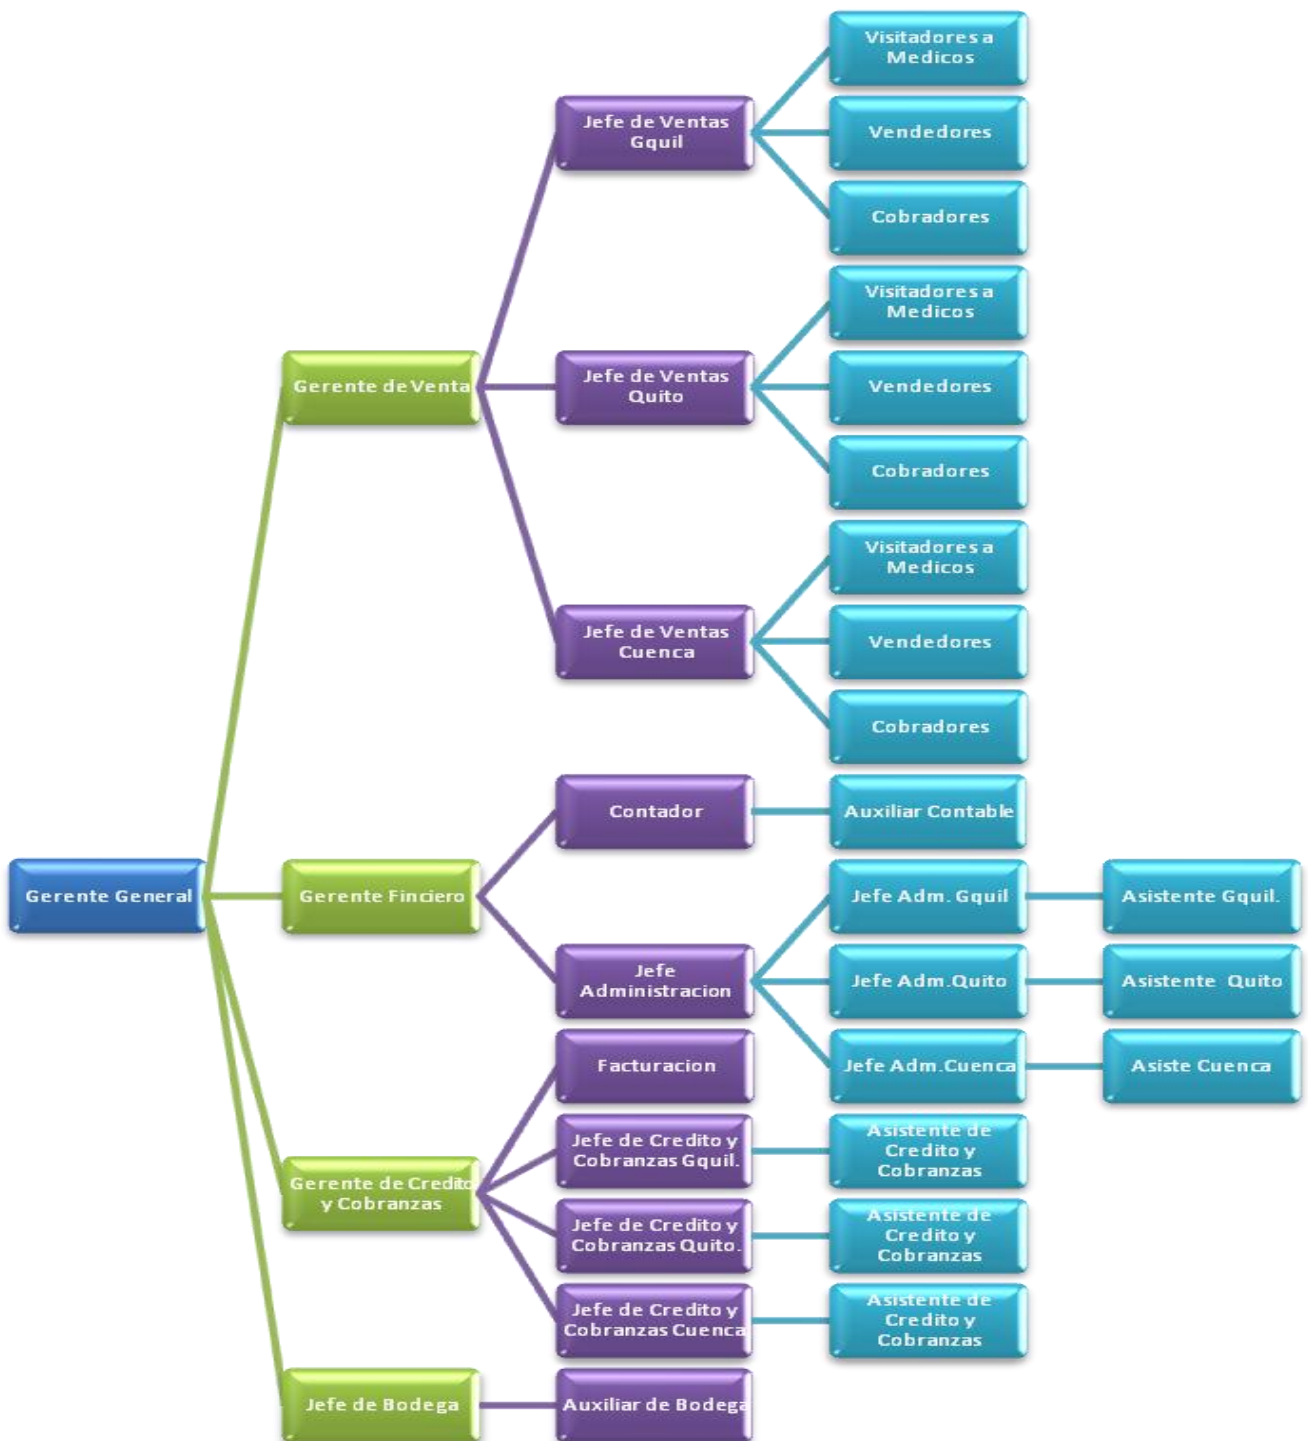 Visitadores a
Medicos
Jefe de Ventas
Gquil
Vendedores
Cobradores
Visitadores a
Medicos
Gerente de Venta
Jefe de Ventas
Quito
Vendedores
Cobradores
Visitadores a
Medicos
Jefe de Ventas
Cuenca
Vendedores
Cobradores
Contador
Auxiliar Contable
Gerente General
Gerente Finciero
Jefe Adm. Gquil
Asistente Gquil.
Jefe
Administracion
Jefe Adm.Quito
Asistente Quito
Facturacion
Jefe Adm.Cuenca
Asiste Cuenca
Gerente de Credito
y Cobranzas
Jefe de Credito y
Cobranzas Gquil.
Asistente de
Credito y
Cobranzas
Jefe de Credito y
Cobranzas Quito.
Asistente de
Credito y
Cobranzas
Jefe de Credito y
Cobranzas Cuenca
Asistente de
Credito y
Cobranzas
Jefe de Bodega
Auxiliar de Bodega